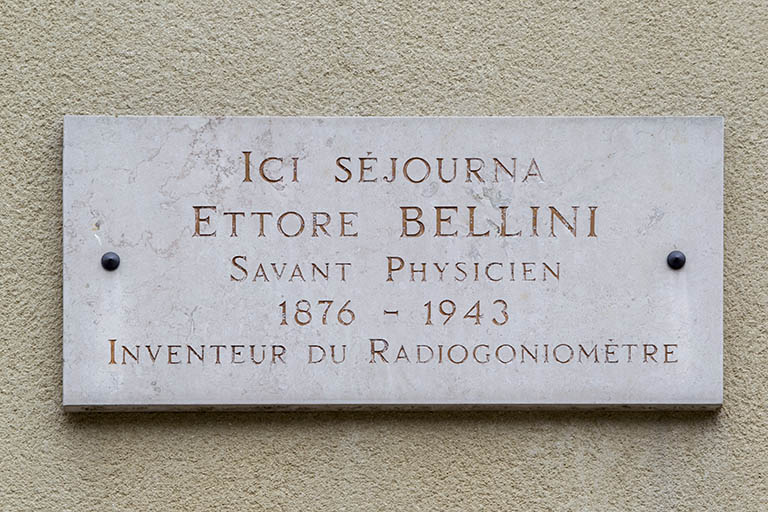 Ici séjourna
Ettore BELLINI
Savant Physicien
1876 - 1943
Inventeur du Radiogoniomètre